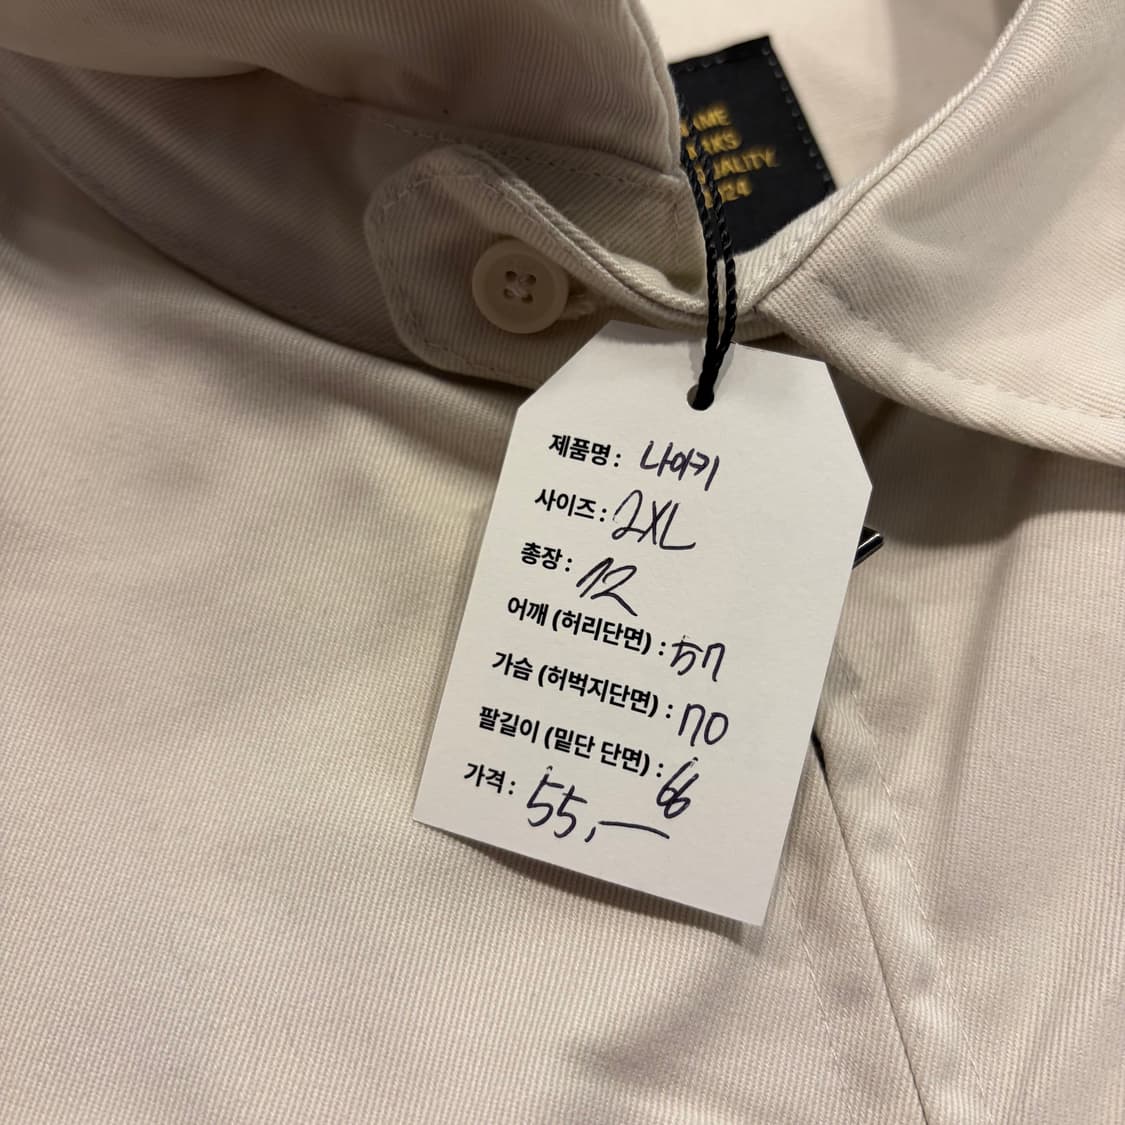 제품명 : 나이키
사이즈 : 2XL
총장 : 72
어깨 (허리단면) : 57
가슴 (허벅지단면) : 70
팔길이 (밑단 단면) : 66
가격 : 55,—